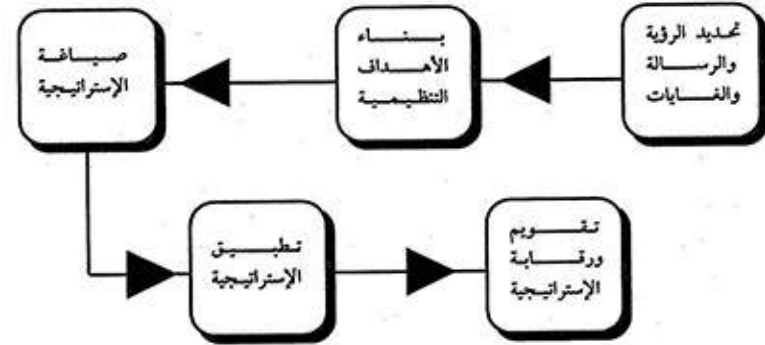 تحديد الرؤية
والرسالة
والغايات
بناء
الأهداف
التنظيمية
صياغة
الإستراتيجية
تطبيق
الإستراتيجية
تقويم
ورقابة
الإستراتيجية